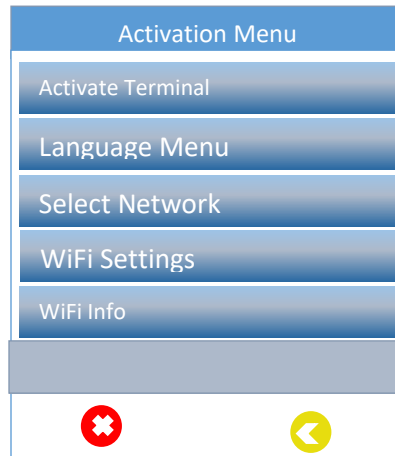 Activation Menu
Activate Terminal
Language Menu
Select Network
WiFi Settings
WiFi Info